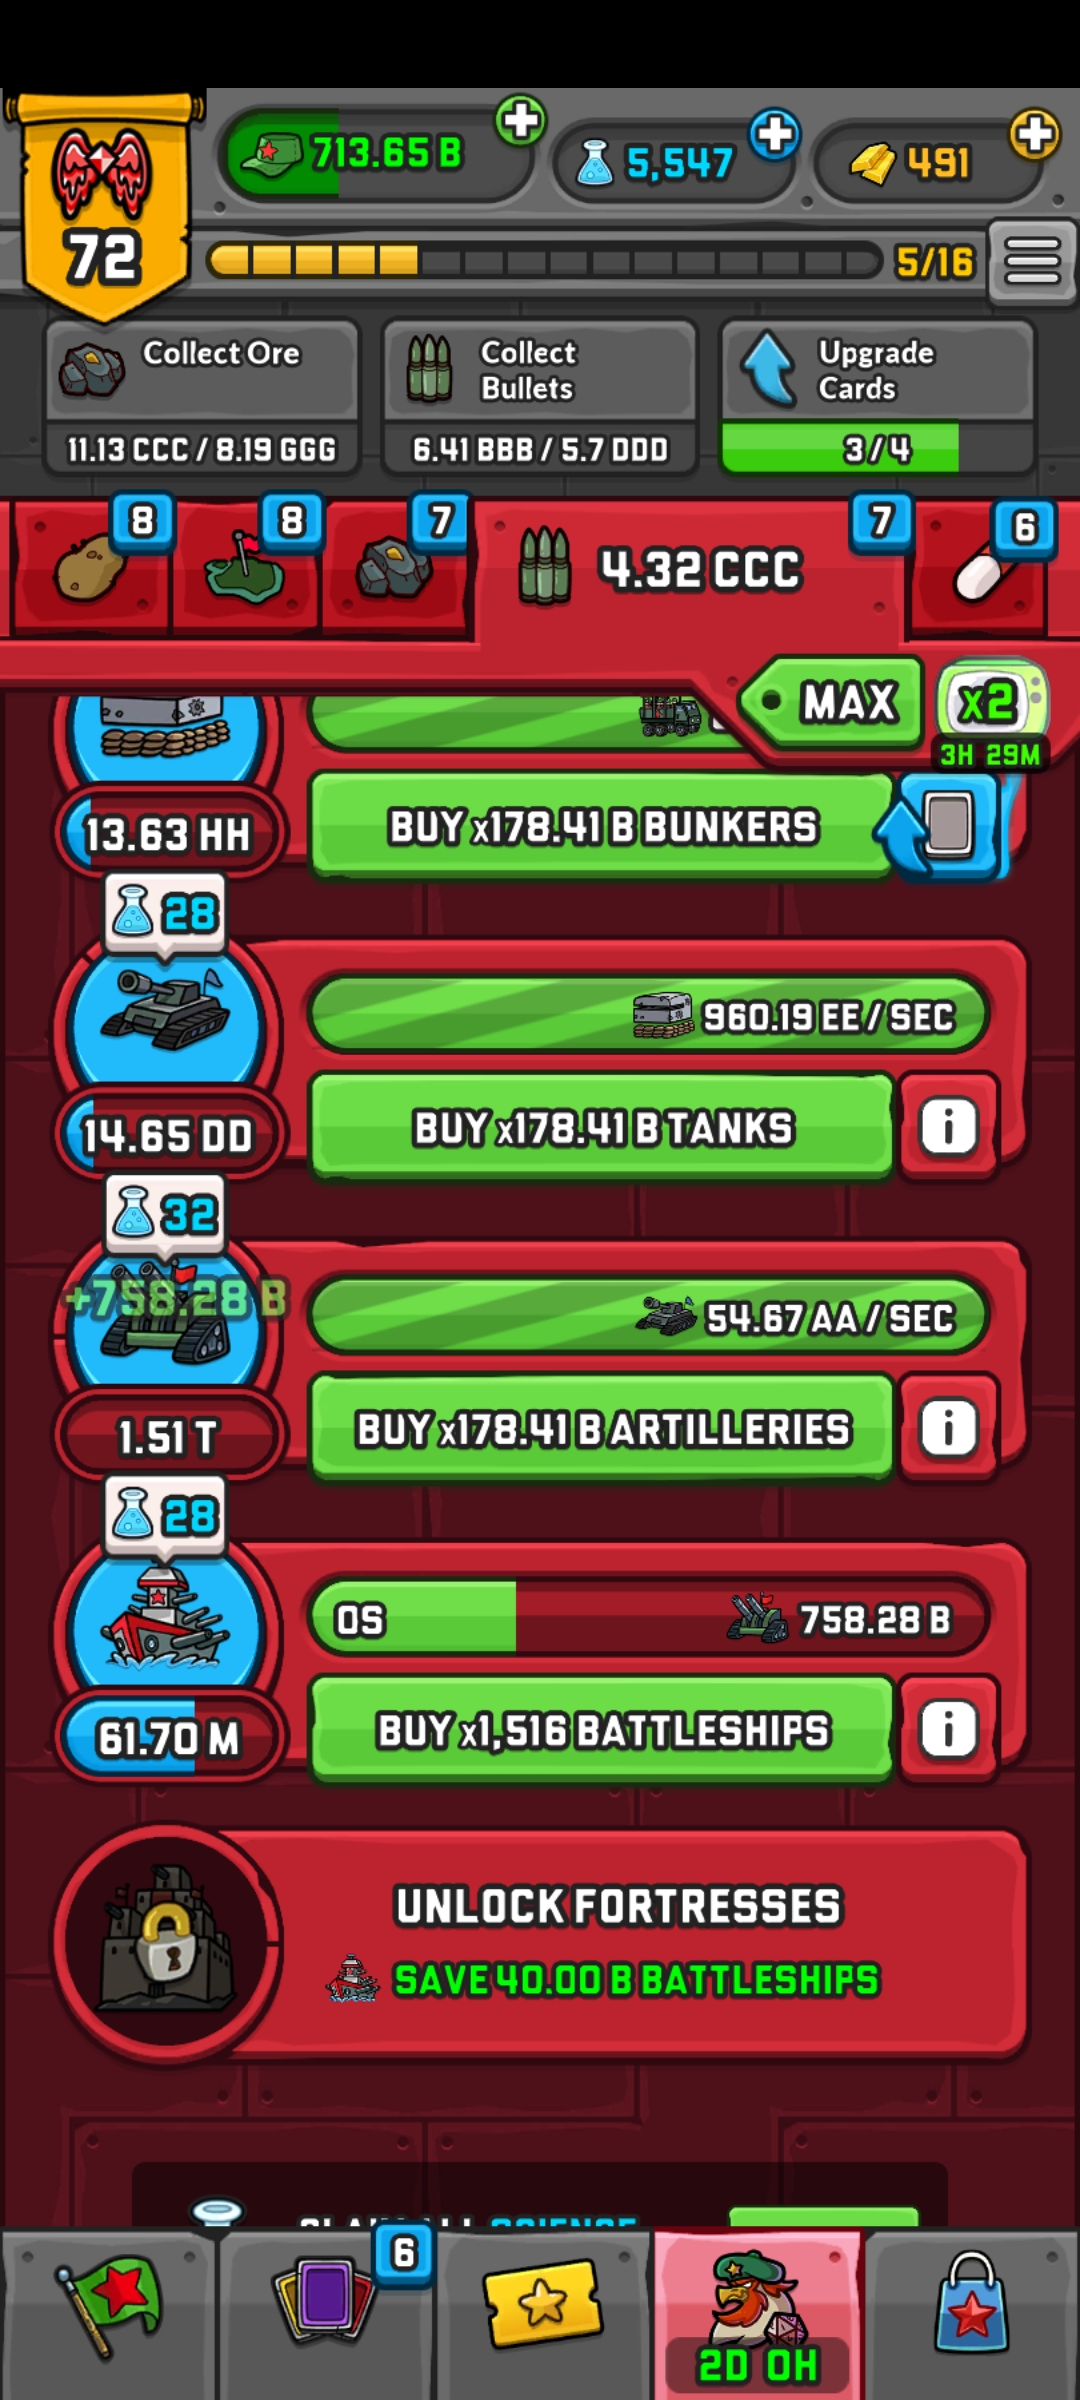 713.65 B
5,547
491
72
5/16
Collect Ore
11.13 CCC / 8.19 GGG
Collect
Bullets
6.41 BBB / 5.7 DDD
Upgrade
Cards
3/4
8
8
7
4.32 CCC
7
6
MAX
x2
3H 29M
13.63 HH
BUY x178.41 B BUNKERS
28
960.19 EE / SEC
14.65 DD
BUY x178.41 B TANKS
i
32
+758.28 B
54.67 AA / SEC
1.51 T
BUY x178.41 B ARTILLERIES
i
28
0S
758.28 B
61.70 M
BUY x1,516 BATTLESHIPS
i
UNLOCK FORTRESSES
SAVE 40.00 B BATTLESHIPS
6
2D 0H